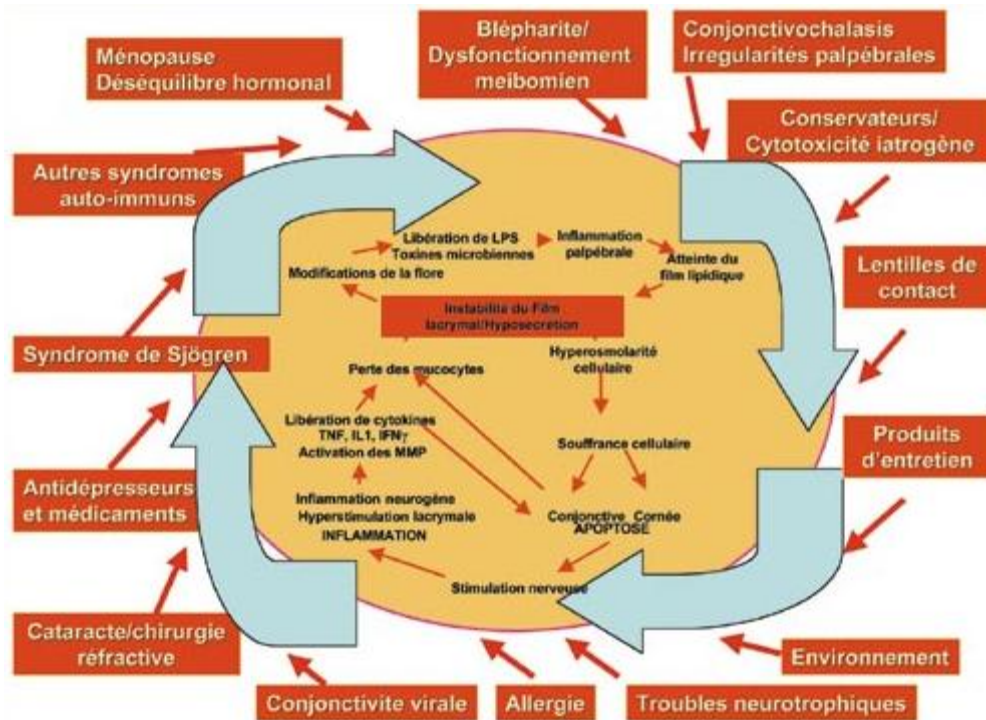 Ménopause
Déséquilibre hormonal
Blépharite/
Dysfonctionnement
meibomien
Conjonctivochalasis
Irregularités palpébrales
Conservateurs/
Cytotoxicité iatrogène
Autres syndromes
auto-immuns
Libération de LPS
Toxines microbiennes
Inflammation
palpébrale
Modifications de la flore
Atteinte du
film lipidique
Lentilles de
contact
Instabilité du Film
lacrymal/Hyposecrétion
Syndrome de Sjögren
Hyperosmolarité
cellulaire
Perte des mucocytes
Libération de cytokines
TNF, IL1, IFNγ
Activation des MMP
Souffrance cellulaire
Produits
d'entretien
Antidépresseurs
et médicaments
Inflammation neurogène
Hyperstimulation lacrymale
INFLAMMATION
Conjonctive Cornée
APOPTOSE
Stimulation nerveuse
Cataracte/chirurgie
réfractive
Environnement
Conjonctivite virale
Allergie
Troubles neurotrophiques